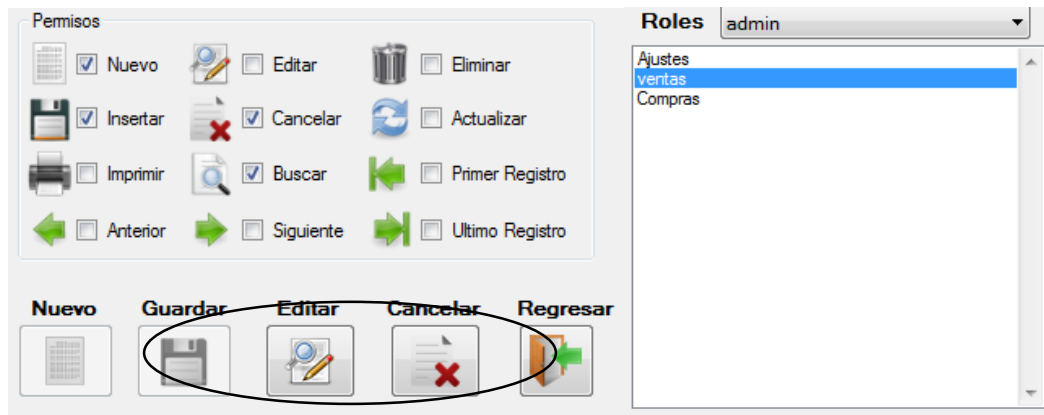 Permisos
Nuevo Editar Eliminar
Insertar Cancelar Actualizar
Imprimir Buscar Primer Registro
Anterior Siguiente Ultimo Registro
Nuevo Guardar Editar Cancelar Regresar
Roles admin
Ajustes
ventas
Compras